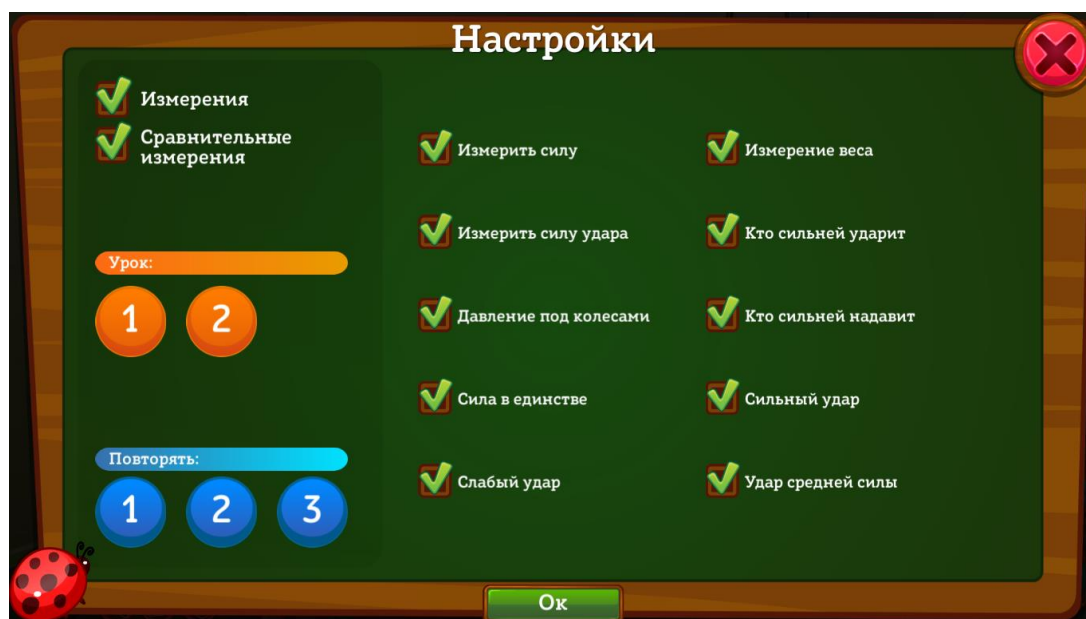 Настройки
Измерения
Сравнительные
измерения
Урок:
1 2
Повторять:
1 2 3
Измерить силу
Измерение веса
Измерить силу удара
Кто сильней ударит
Давление под колесами
Кто сильней надавит
Сила в единстве
Сильный удар
Слабый удар
Удар средней силы
Ок